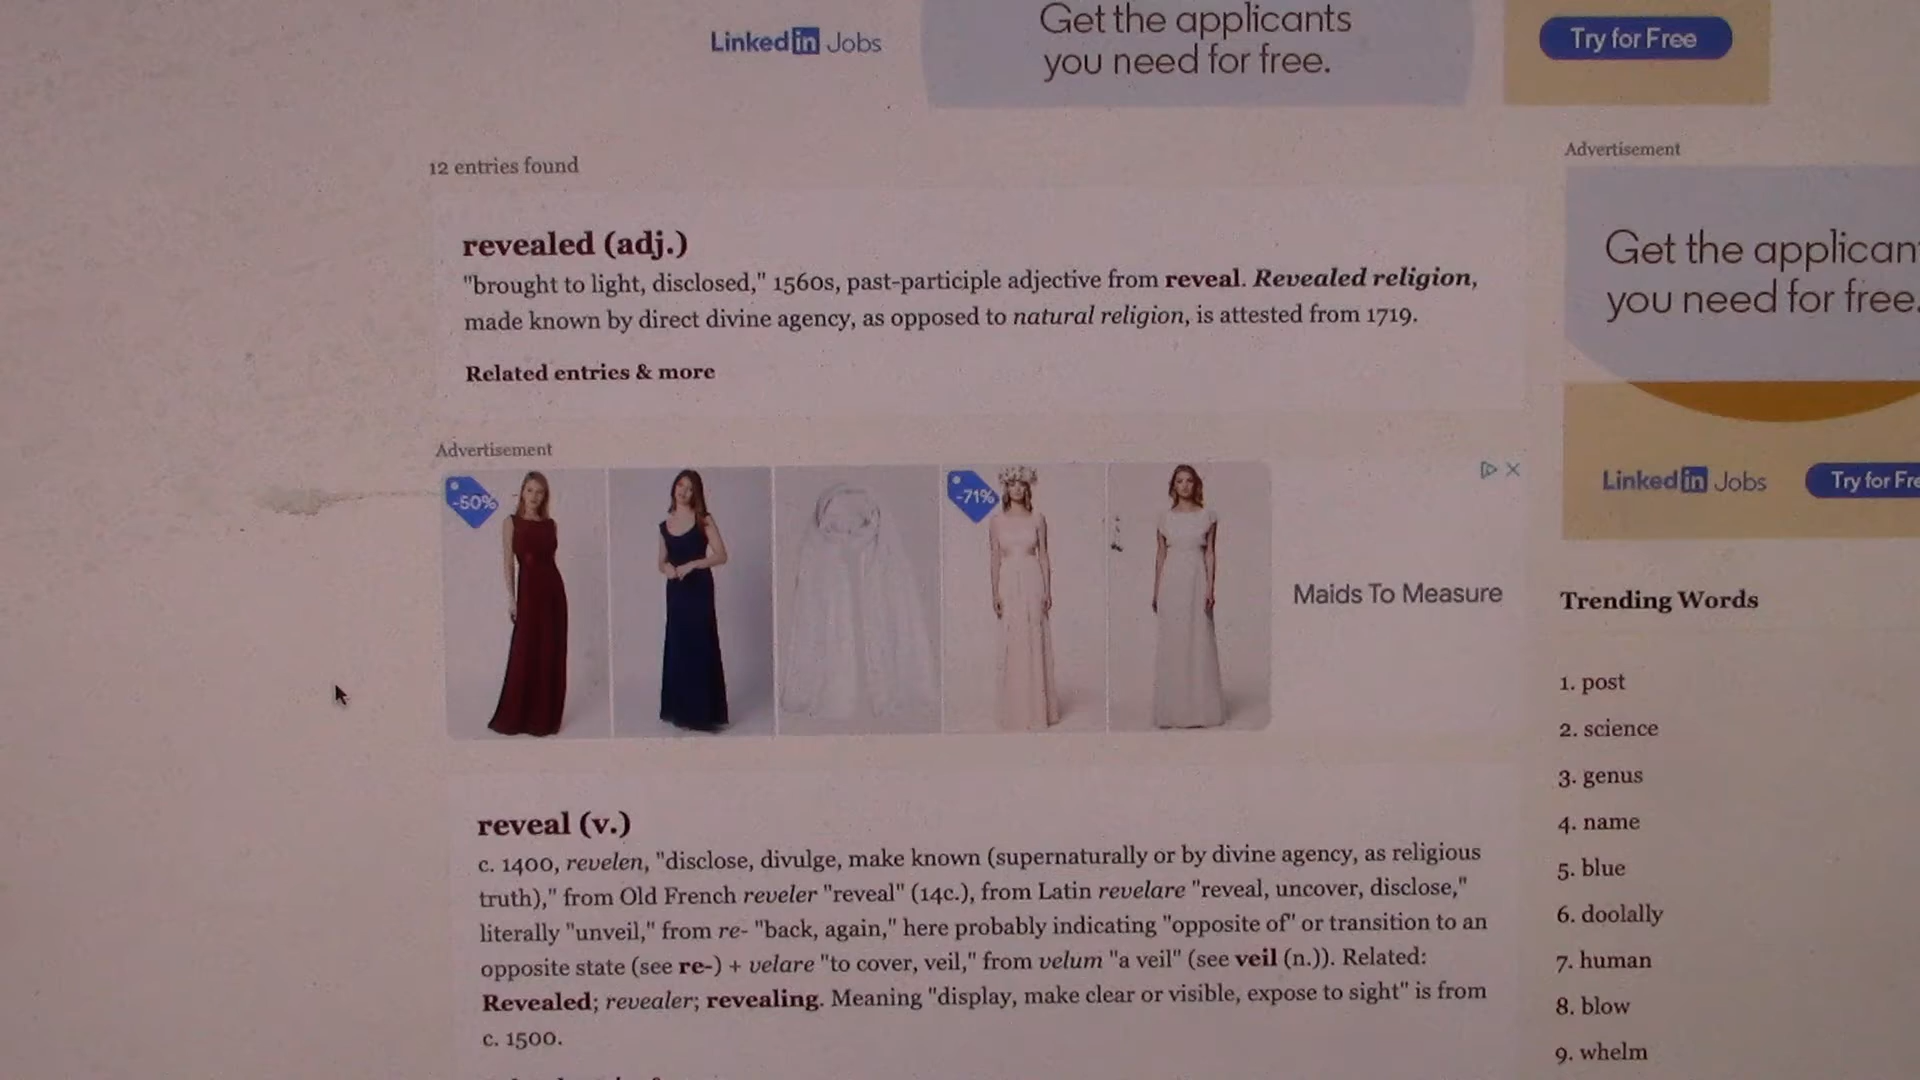 LinkedIn Jobs
Get the applicants
you need for free.
Try for Free
12 entries found
revealed (adj.)
"brought to light, disclosed," 1560s, past-participle adjective from reveal. Revealed religion,
made known by direct divine agency, as opposed to natural religion, is attested from 1719.
Related entries & more
Advertisement
-50%
-71%
Maids To Measure
reveal (v.)
c. 1400, revelen, "disclose, divulge, make known (supernaturally or by divine agency, as religious
truth)," from Old French reveler "reveal" (14c.), from Latin revelare "reveal, uncover, disclose,"
literally "unveil," from re- "back, again," here probably indicating "opposite of" or transition to an
opposite state (see re-) + velare "to cover, veil," from velum "a veil" (see veil (n.)). Related:
Revealed; revealer; revealing. Meaning "display, make clear or visible, expose to sight" is from
c. 1500.
Advertisement
Get the applican
you need for free.
LinkedIn Jobs
Try for Fre
Trending Words
1. post
2. science
3. genus
4. name
5. blue
6. doolally
7. human
8. blow
9. whelm